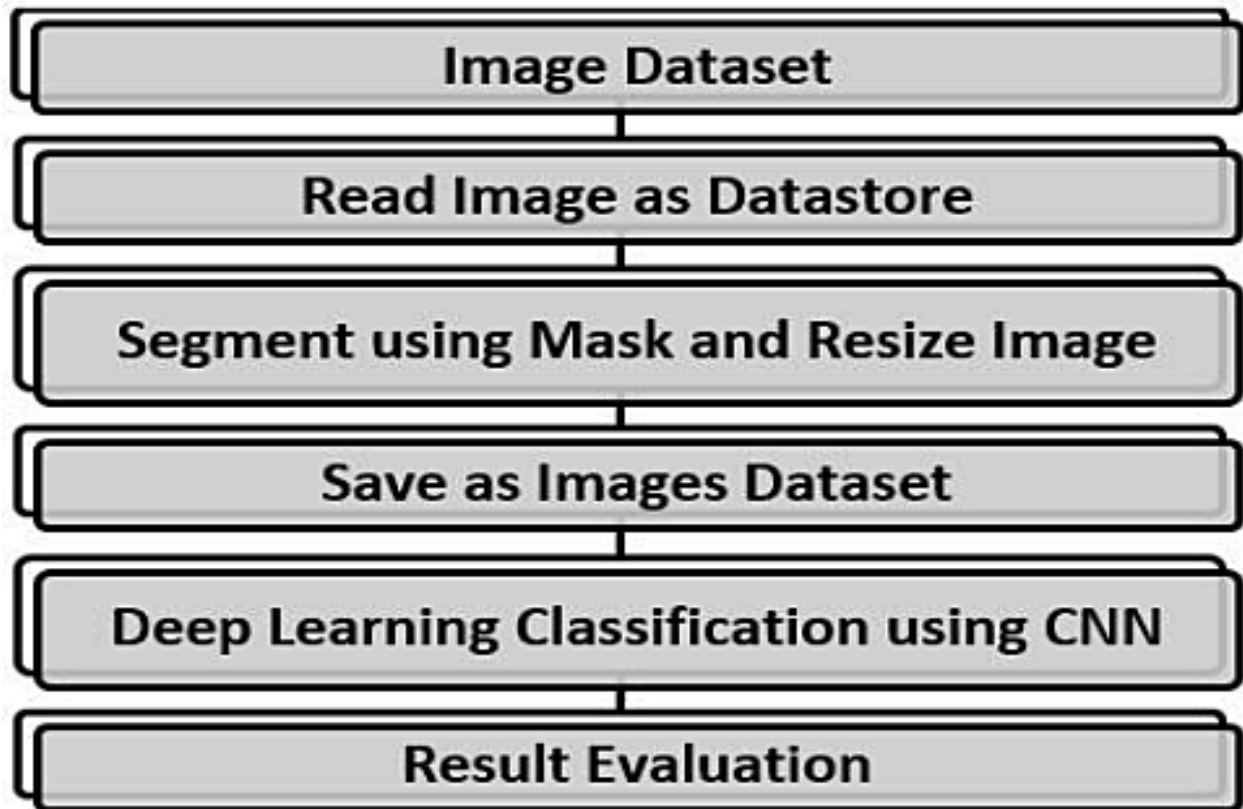 Image Dataset
Read Image as Datastore
Segment using Mask and Resize Image
Save as Images Dataset
Deep Learning Classification using CNN
Result Evaluation